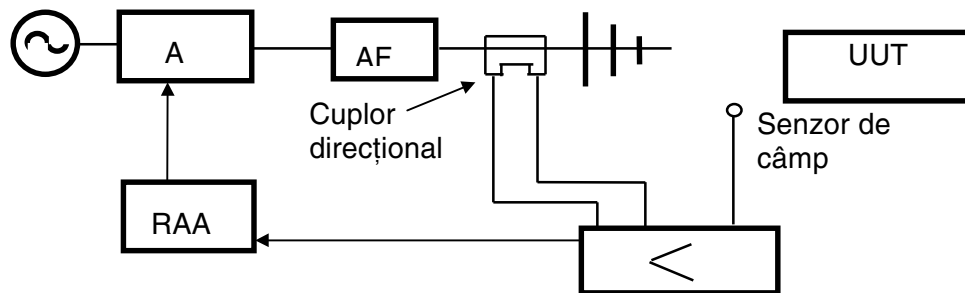 A
AF
UUT
Cuplor
direcțional
Senzor de
câmp
RAA